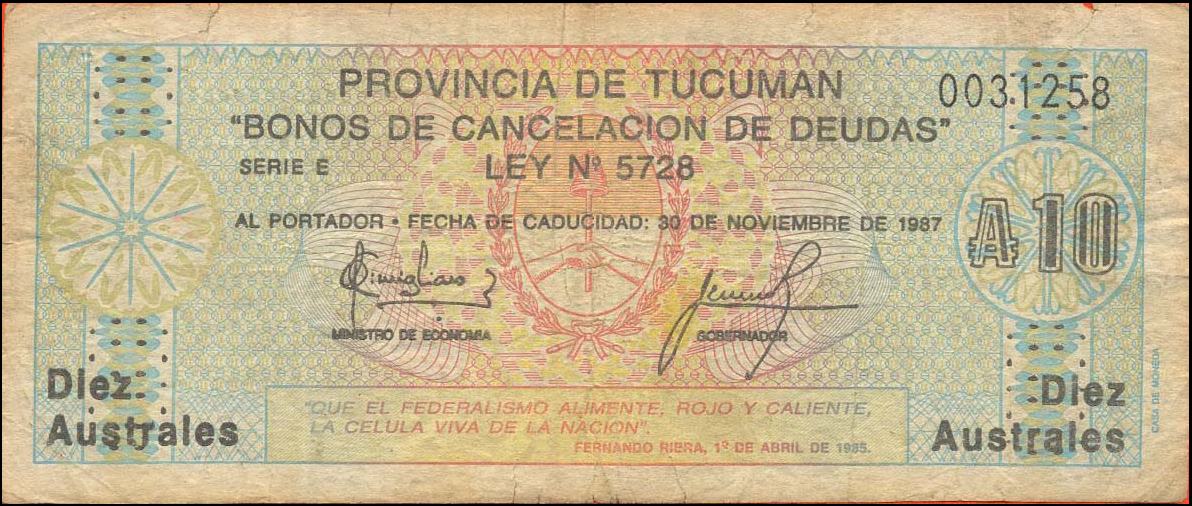 PROVINCIA DE TUCUMAN
0031258
"BONOS DE CANCELACION DE DEUDAS"
SERIE E
LEY Nº 5728
AL PORTADOR • FECHA DE CADUCIDAD: 30 DE NOVIEMBRE DE 1987
₳10
MINISTRO DE ECONOMIA
GOBERNADOR
Diez
Australes
"QUE EL FEDERALISMO ALIMENTE, ROJO Y CALIENTE,
LA CELULA VIVA DE LA NACION".
FERNANDO RIERA, 1º DE ABRIL DE 1985.
Diez
Australes
CASA DE MONEDA